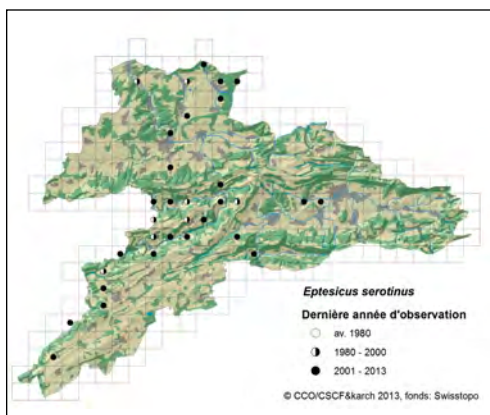 Eptesicus serotinus
Dernière année d'observation
av. 1980
1980 - 2000
2001 - 2013
© CCO/CSCF&karch 2013, fonds: Swisstopo